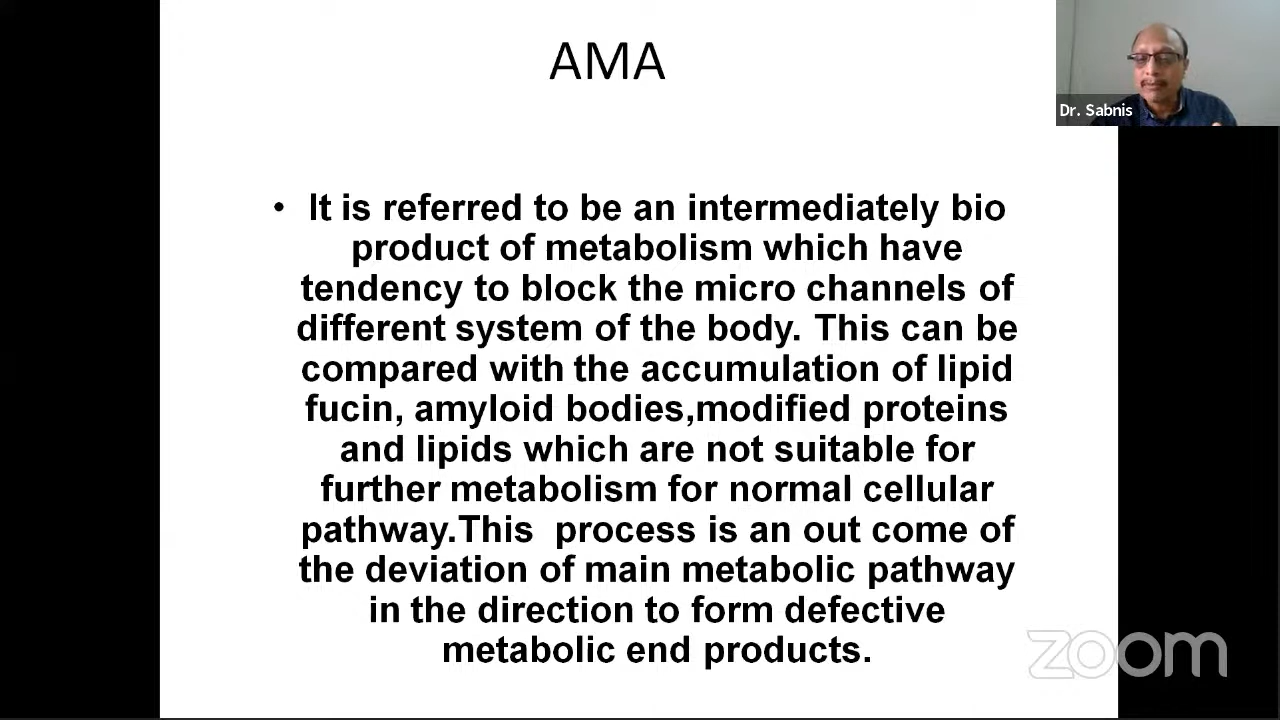 AMA
Dr. Sabnis
• It is referred to be an intermediately bio
product of metabolism which have
tendency to block the micro channels of
different system of the body. This can be
compared with the accumulation of lipid
fucin, amyloid bodies,modified proteins
and lipids which are not suitable for
further metabolism for normal cellular
pathway.This  process is an out come of
the deviation of main metabolic pathway
in the direction to form defective
metabolic end products.
zoom